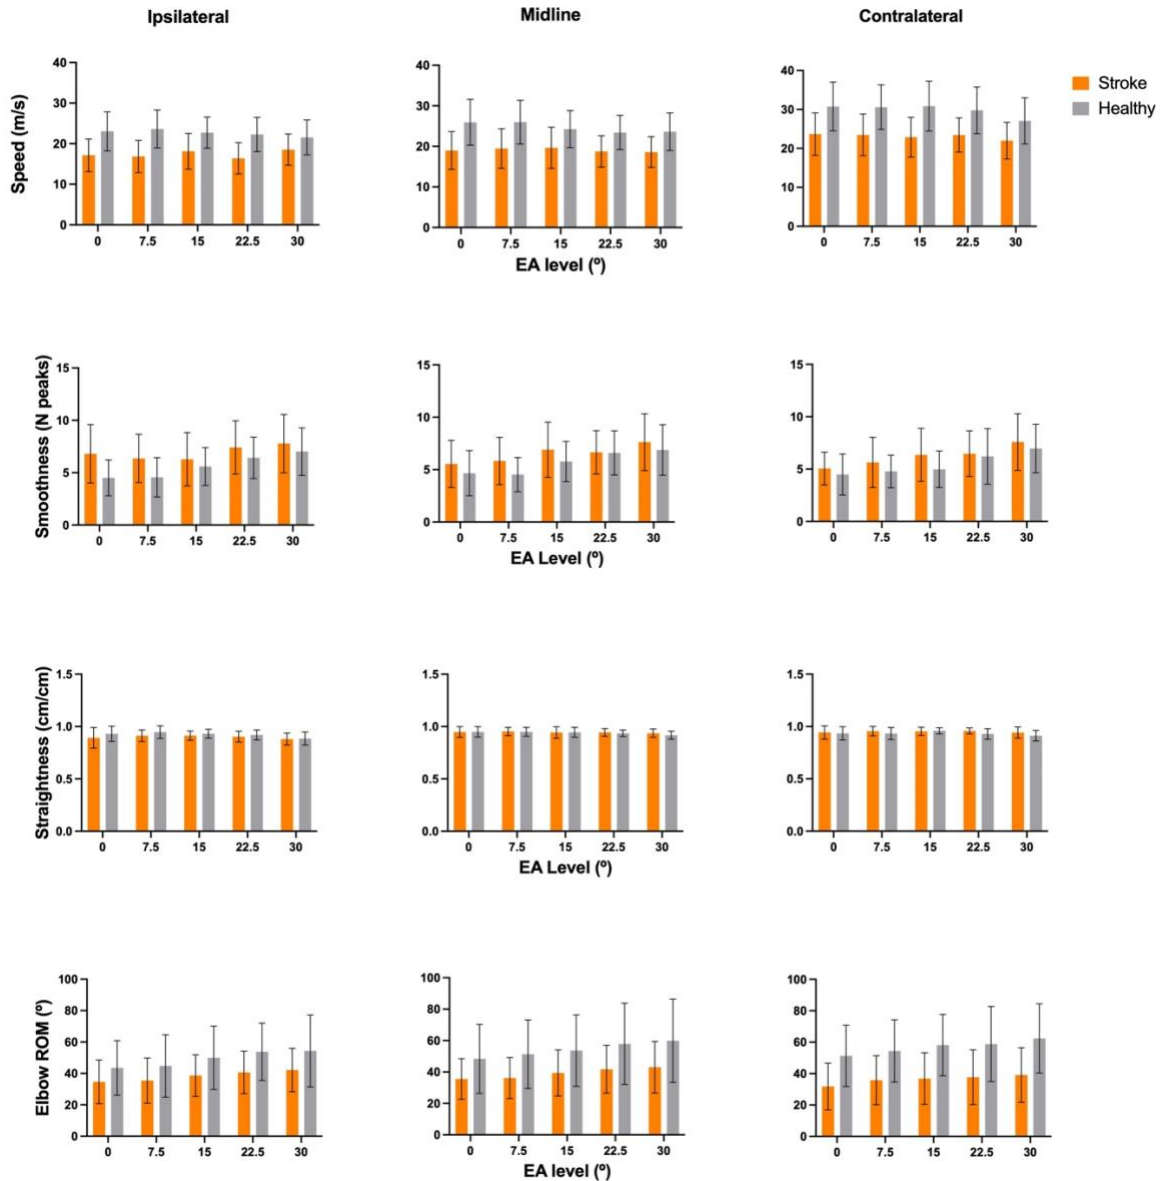 Ipsilateral
Midline
Contralateral
Stroke
Healthy
Speed (m/s)
40
30
20
10
0
0 7.5 15 22.5 30
40
30
20
10
0
0 7.5 15 22.5 30
EA level (º)
40
30
20
10
0
0 7.5 15 22.5 30
Smoothness (N peaks)
15
10
5
0
0 7.5 15 22.5 30
15
10
5
0
0 7.5 15 22.5 30
EA Level (º)
15
10
5
0
0 7.5 15 22.5 30
Straightness (cm/cm)
1.5
1.0
0.5
0.0
0 7.5 15 22.5 30
1.5
1.0
0.5
0.0
0 7.5 15 22.5 30
EA Level (º)
1.5
1.0
0.5
0.0
0 7.5 15 22.5 30
Elbow ROM (º)
100
80
60
40
20
0
0 7.5 15 22.5 30
100
80
60
40
20
0
0 7.5 15 22.5 30
EA level (º)
100
80
60
40
20
0
0 7.5 15 22.5 30